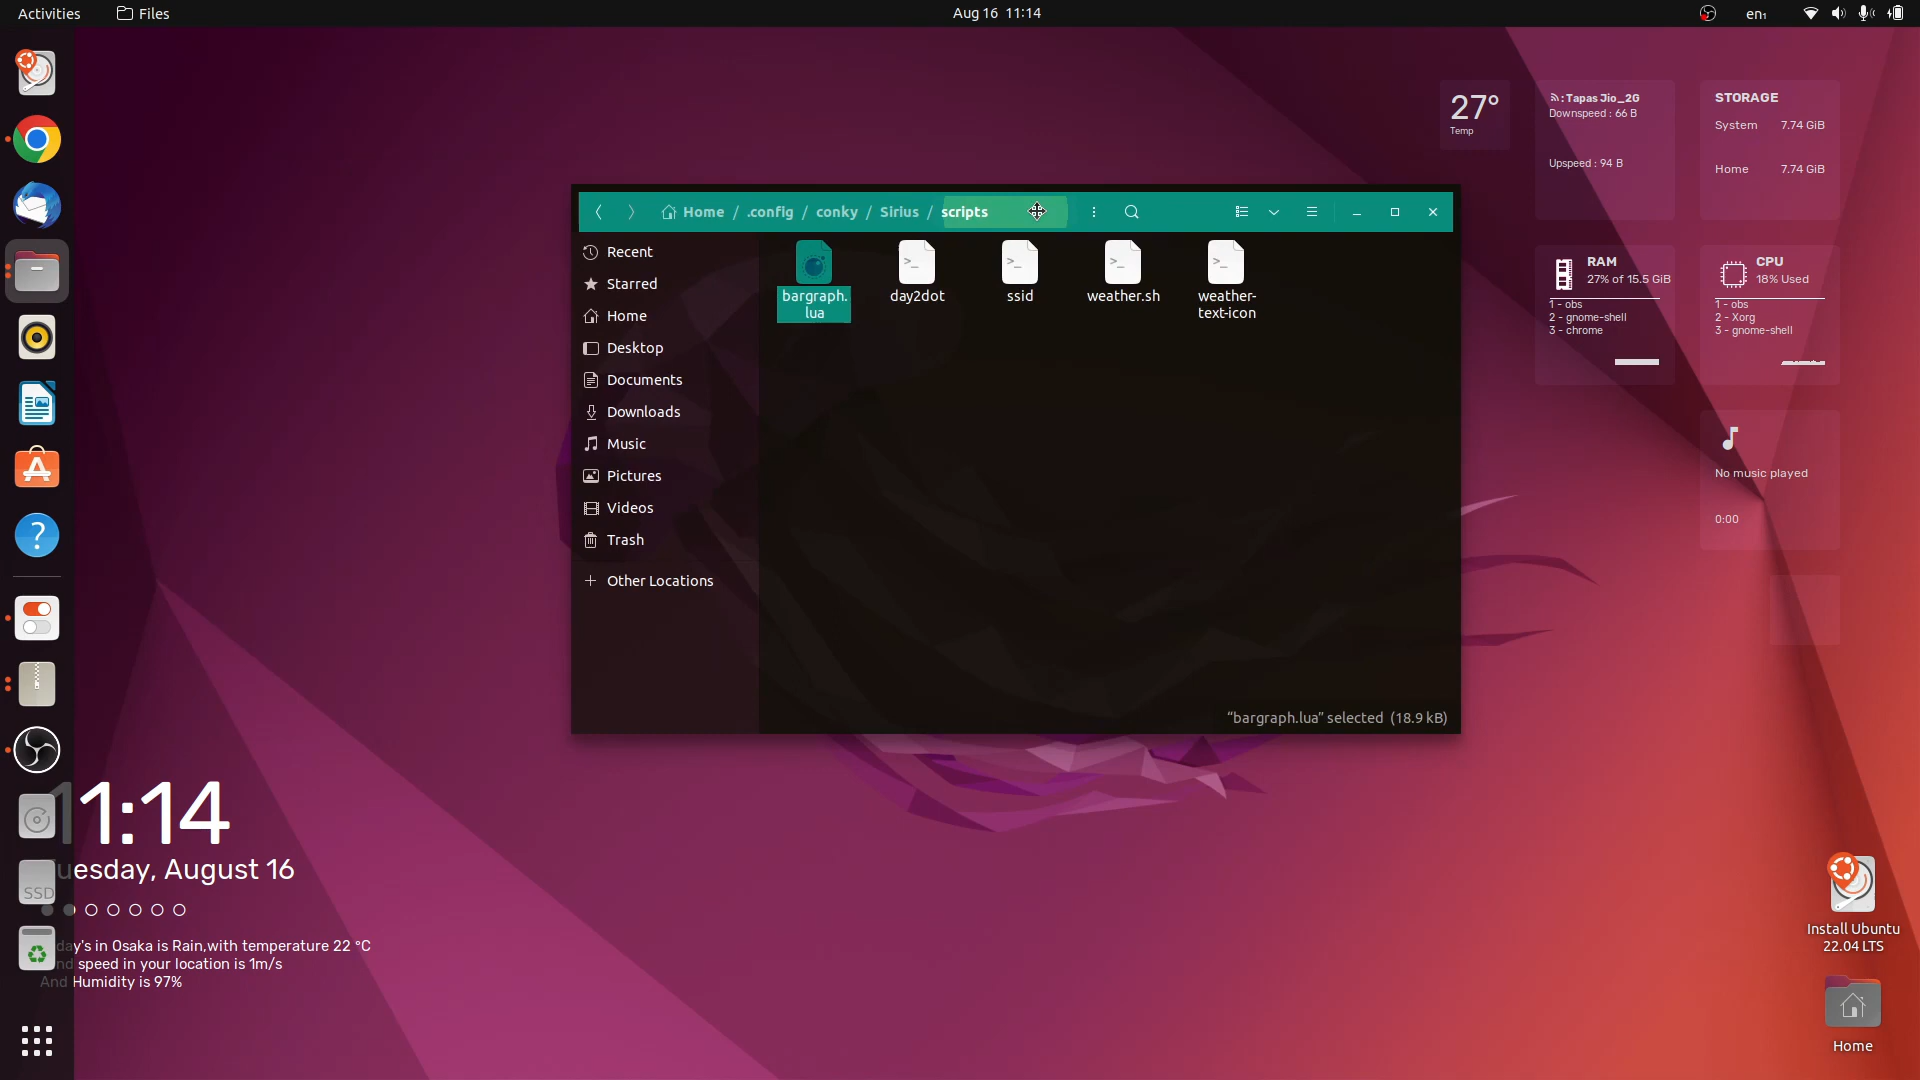 Activities
Files
Aug 16 11:14
en₁
27°
Temp
: Tapas Jio_2G
Downspeed : 66 B
Upspeed : 94 B
STORAGE
System 7.74 GiB
Home 7.74 GiB
RAM
27% of 15.5 GiB
1 - obs
2 - gnome-shell
3 - chrome
CPU
18% Used
1 - obs
2 - Xorg
3 - gnome-shell
No music played
0:00
Home / .config / conky / Sirius / scripts
Recent
Starred
Home
Desktop
Documents
Downloads
Music
Pictures
Videos
Trash
Other Locations
bargraph.
lua
day2dot
ssid
weather.sh
weather-
text-icon
“bargraph.lua” selected (18.9 kB)
SSD
11:14
uesday, August 16
day's in Osaka is Rain,with temperature 22 °C
nd speed in your location is 1m/s
And Humidity is 97%
Install Ubuntu
22.04 LTS
Home